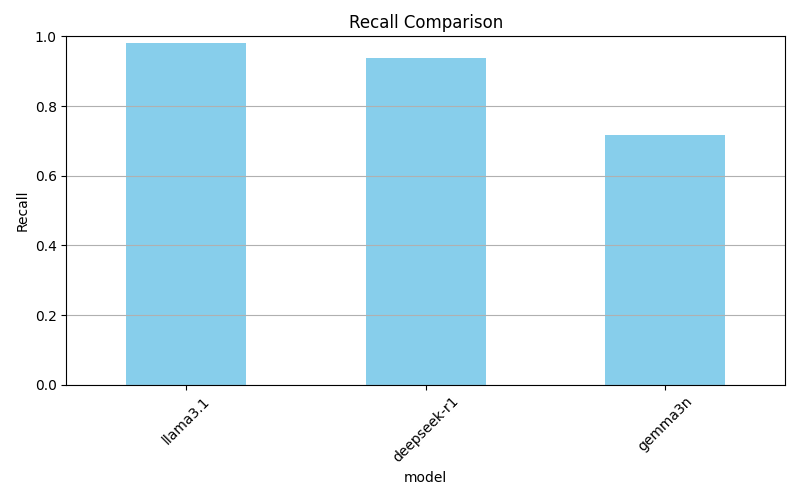 Recall Comparison
1.0
0.8
0.6
0.4
0.2
0.0
Recall
llama3.1
deepseek-r1
gemma3n
model